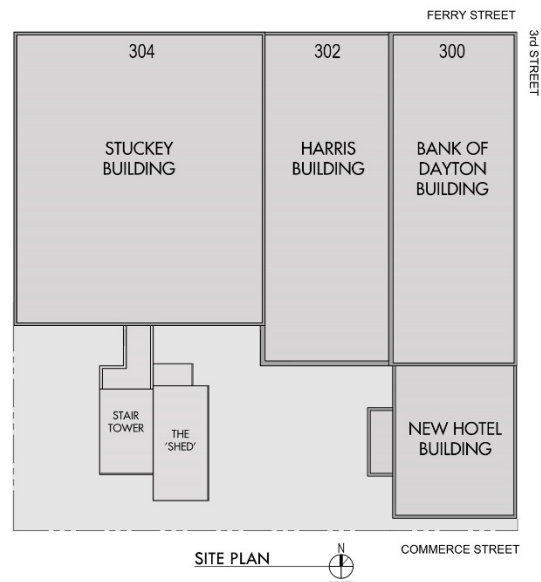 FERRY STREET
3rd STREET
304
302
300
STUCKEY
BUILDING
HARRIS
BUILDING
BANK OF
DAYTON
BUILDING
STAIR
TOWER
THE
'SHED'
NEW HOTEL
BUILDING
SITE PLAN
N
COMMERCE STREET